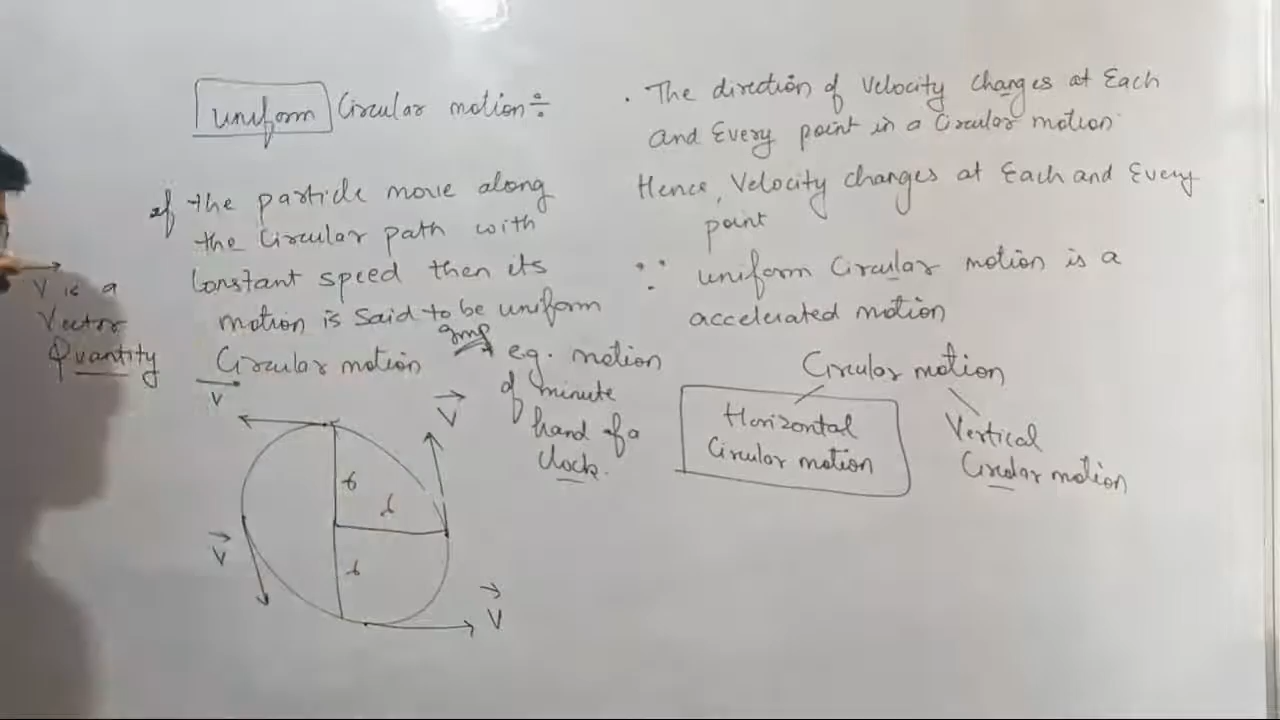 uniform Circular motion ÷
If the particle move along
the Circular path with
Constant speed then its
motion is said to be uniform
Circular motion
V is a
Vector
Quantity
Imp
e.g. motion
of minute
hand of a
Clock.
V
V
r
r
r
V
V
. The direction of Velocity changes at Each
and Every point in a Circular motion.
Hence, Velocity changes at Each and Every
point
∵ uniform Circular motion is a
accelerated motion
Circular motion
Horizontal
Circular motion
Vertical
Circular motion